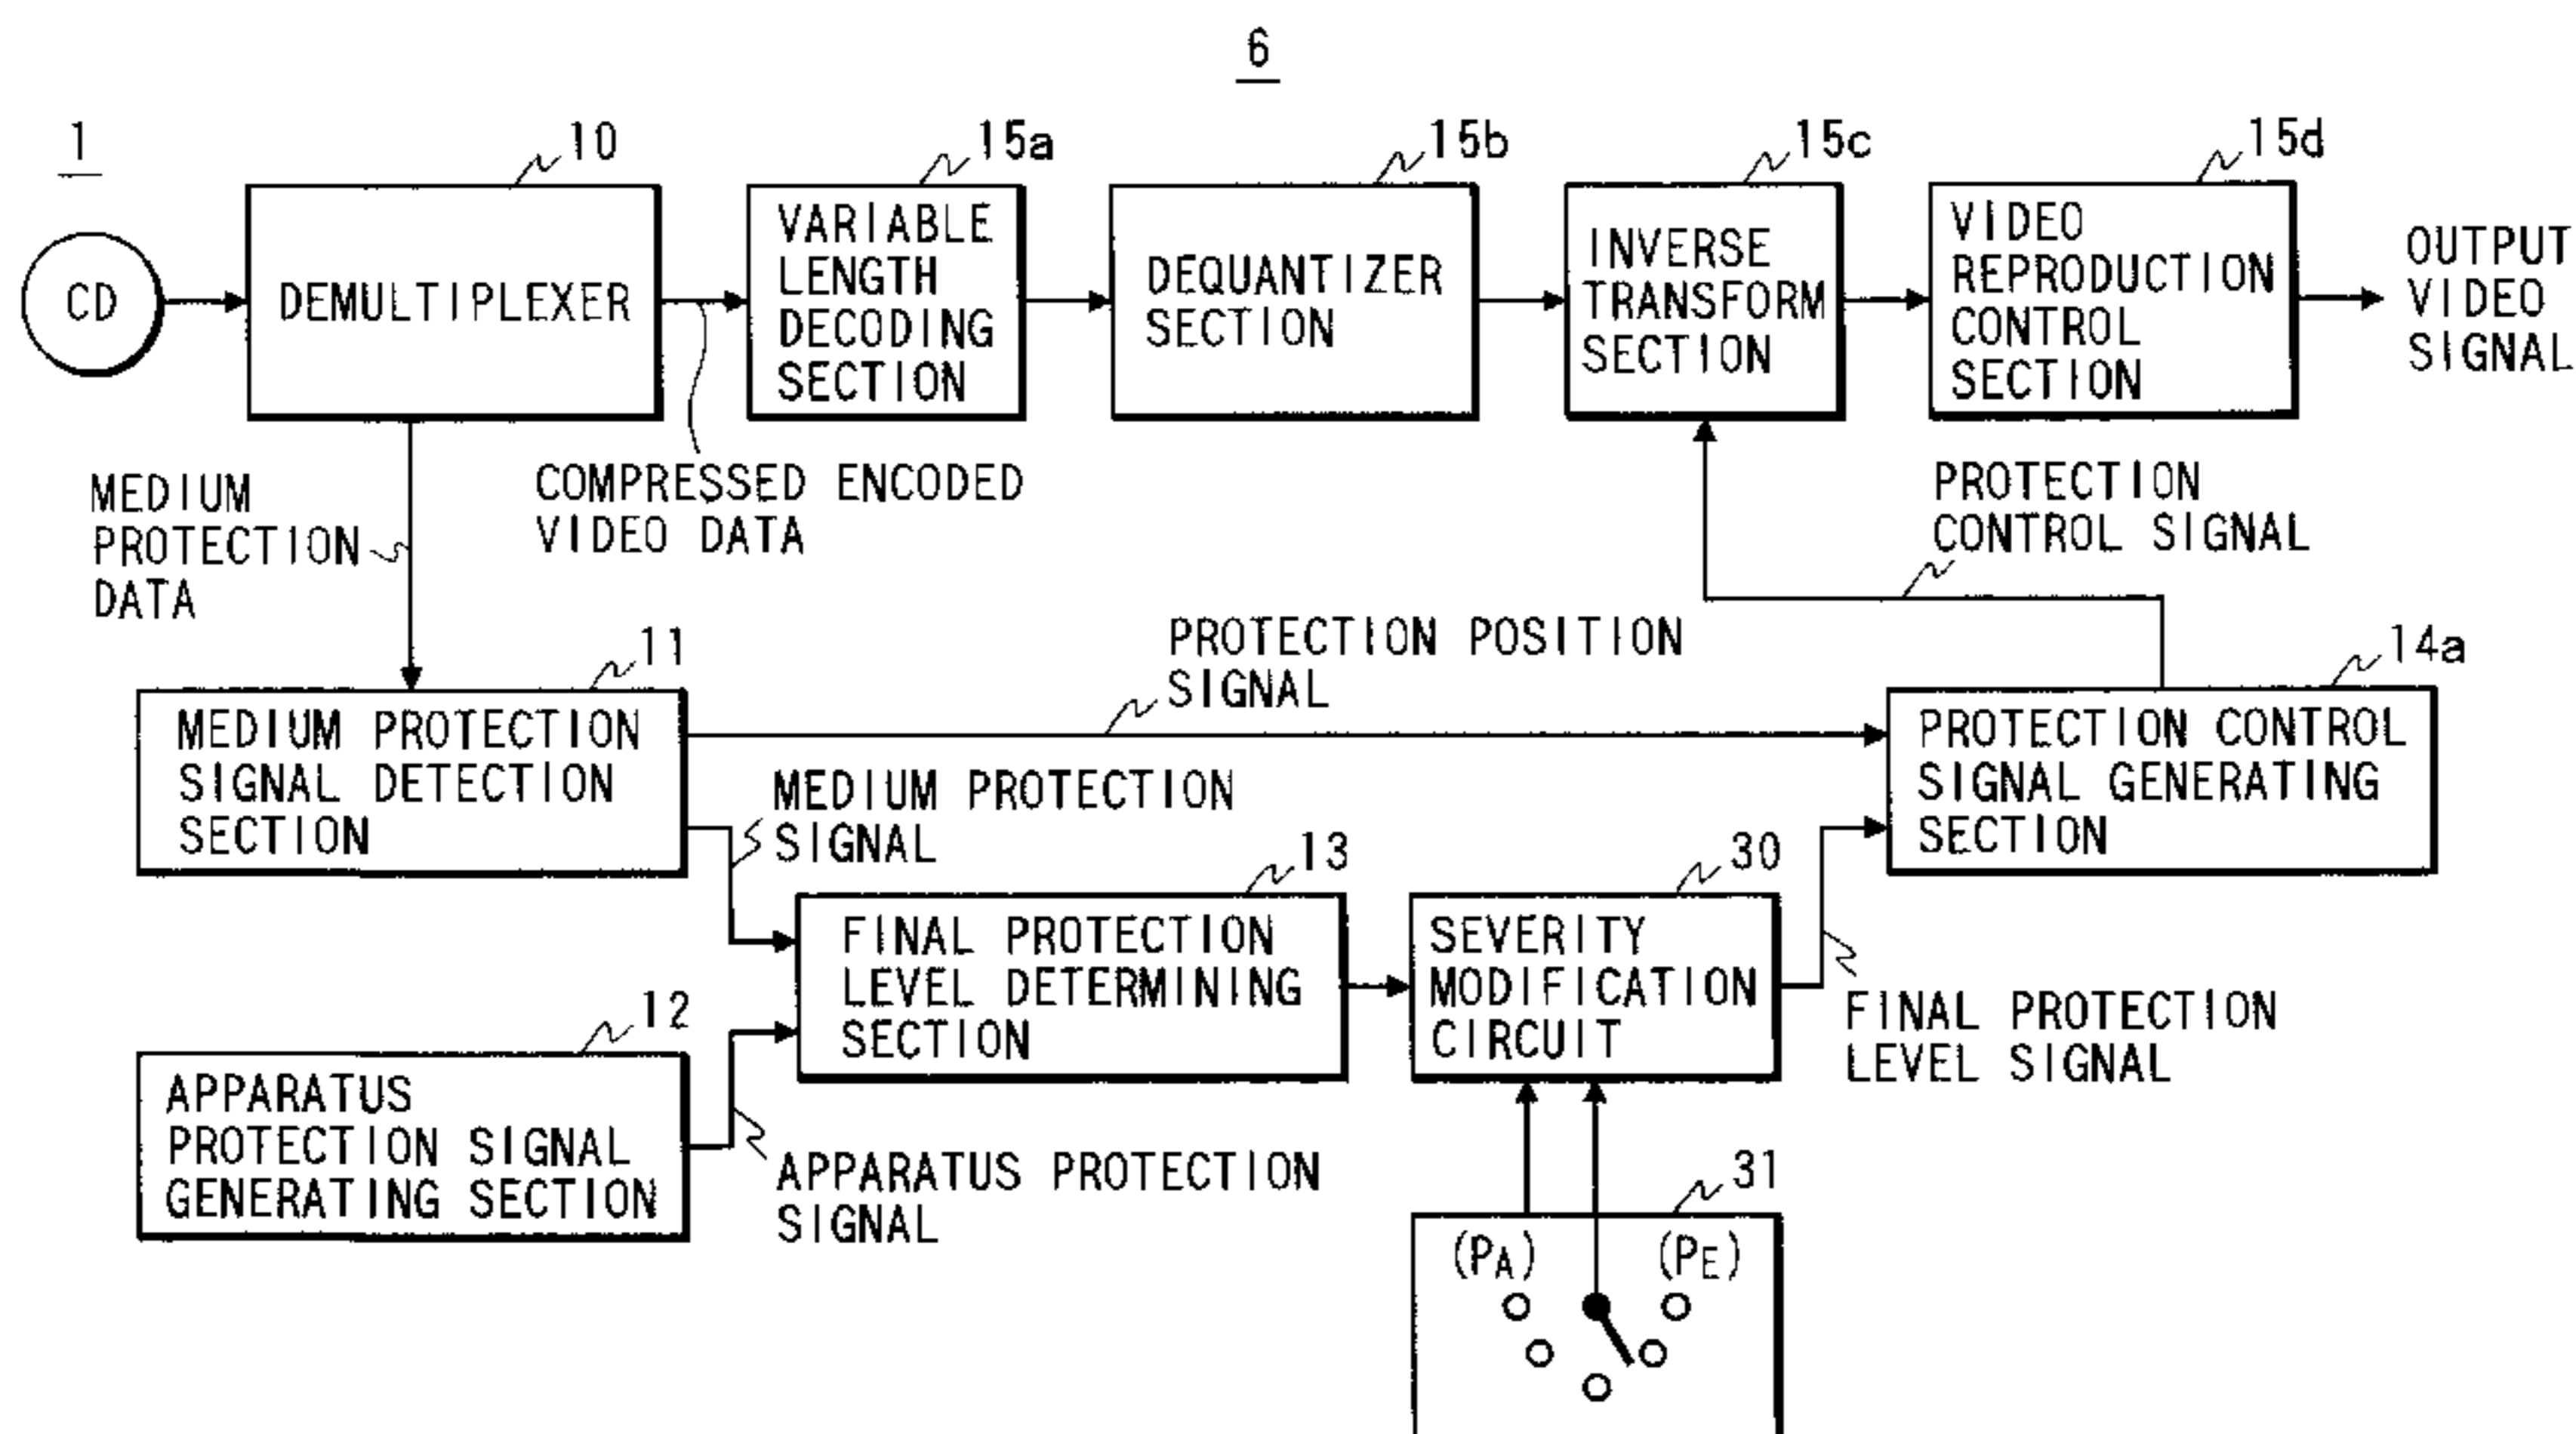 6
1
10
15a
15b
15c
15d
CD
DEMULTIPLEXER
VARIABLE
LENGTH
DECODING
SECTION
DEQUANTIZER
SECTION
INVERSE
TRANSFORM
SECTION
VIDEO
REPRODUCTION
CONTROL
SECTION
OUTPUT
VIDEO
SIGNAL
MEDIUM
PROTECTION
DATA
COMPRESSED ENCODED
VIDEO DATA
PROTECTION
CONTROL SIGNAL
11
PROTECTION POSITION
SIGNAL
14a
MEDIUM PROTECTION
SIGNAL DETECTION
SECTION
MEDIUM PROTECTION
SIGNAL
PROTECTION CONTROL
SIGNAL GENERATING
SECTION
13
30
FINAL PROTECTION
LEVEL DETERMINING
SECTION
SEVERITY
MODIFICATION
CIRCUIT
FINAL PROTECTION
LEVEL SIGNAL
12
APPARATUS
PROTECTION SIGNAL
GENERATING SECTION
APPARATUS PROTECTION
SIGNAL
31
(PA)
(PE)